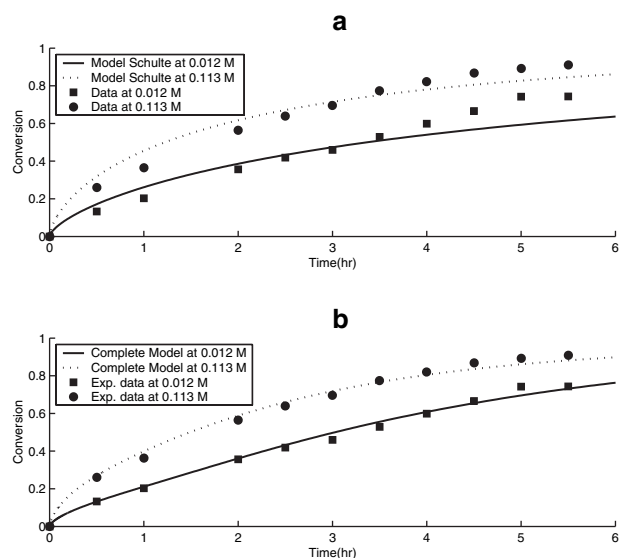 a
1
0.8
0.6
0.4
0.2
0
Conversion
Model Schulte at 0.012 M
Model Schulte at 0.113 M
Data at 0.012 M
Data at 0.113 M
0 1 2 3 4 5 6
Time(hr)
b
1
0.8
0.6
0.4
0.2
0
Conversion
Complete Model at 0.012 M
Complete Model at 0.113 M
Exp. data at 0.012 M
Exp. data at 0.113 M
0 1 2 3 4 5 6
Time(hr)